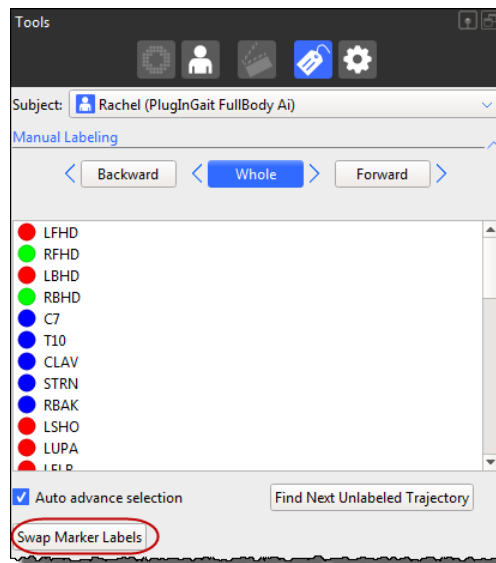 Tools
Subject: Rachel (PlugInGait FullBody Ai)
Manual Labeling
Backward Whole Forward
LFHD
RFHD
LBHD
RBHD
C7
T10
CLAV
STRN
RBAK
LSHO
LUPA
Auto advance selection Find Next Unlabeled Trajectory
Swap Marker Labels